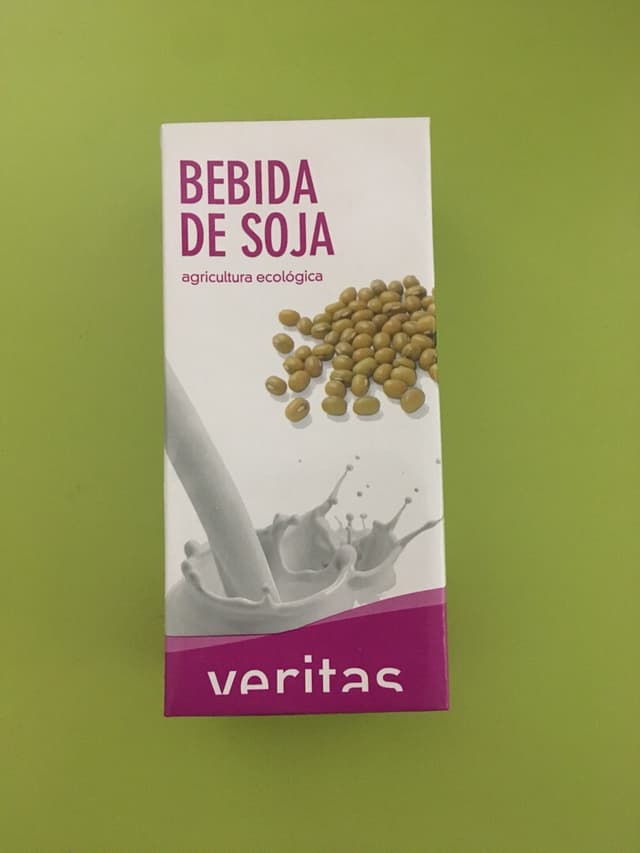 BEBIDA
DE SOJA
agricultura ecológica
veritas